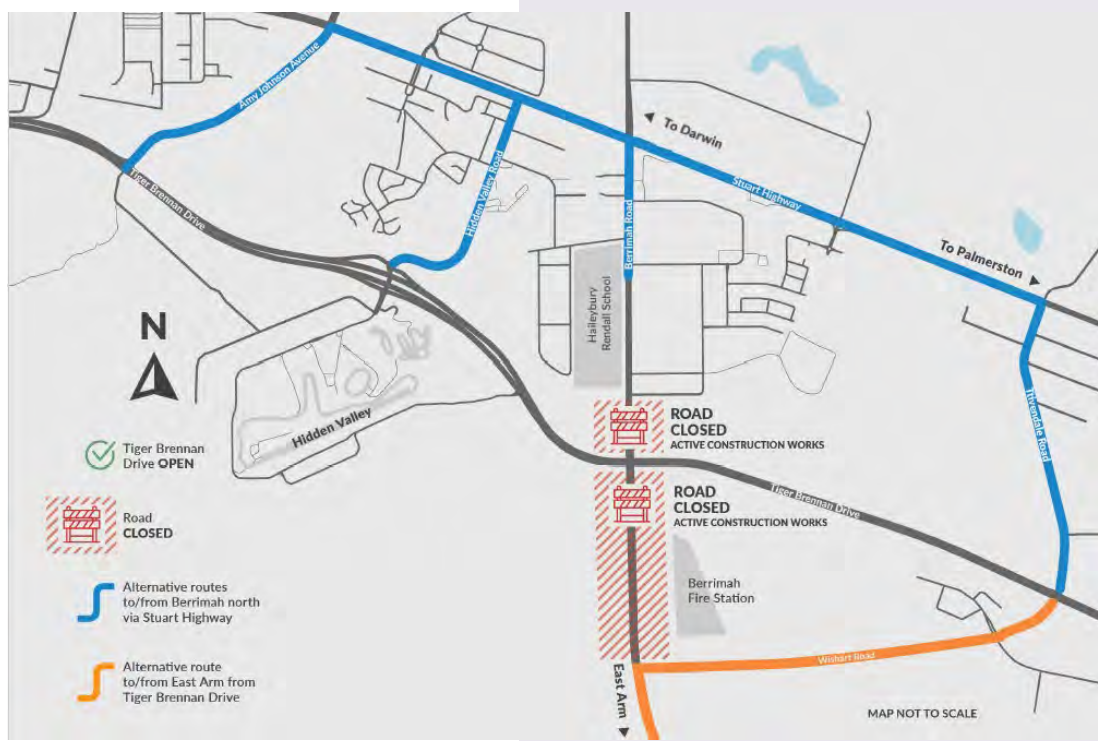 Amy Johnson Avenue
Tiger Brennan Drive
Hidden Valley Road
To Darwin
Berrimah Road
Stuart Highway
To Palmerston
Haileybury
Rendall School
N
Hidden Valley
Tivendale Road
ROAD
CLOSED
ACTIVE CONSTRUCTION WORKS
Tiger Brennan
Drive OPEN
ROAD
CLOSED
ACTIVE CONSTRUCTION WORKS
Tiger Brennan Drive
Road
CLOSED
Berrimah
Fire Station
Alternative routes
to/from Berrimah north
via Stuart Highway
Wishart Road
East Arm
Alternative route
to/from East Arm from
Tiger Brennan Drive
MAP NOT TO SCALE